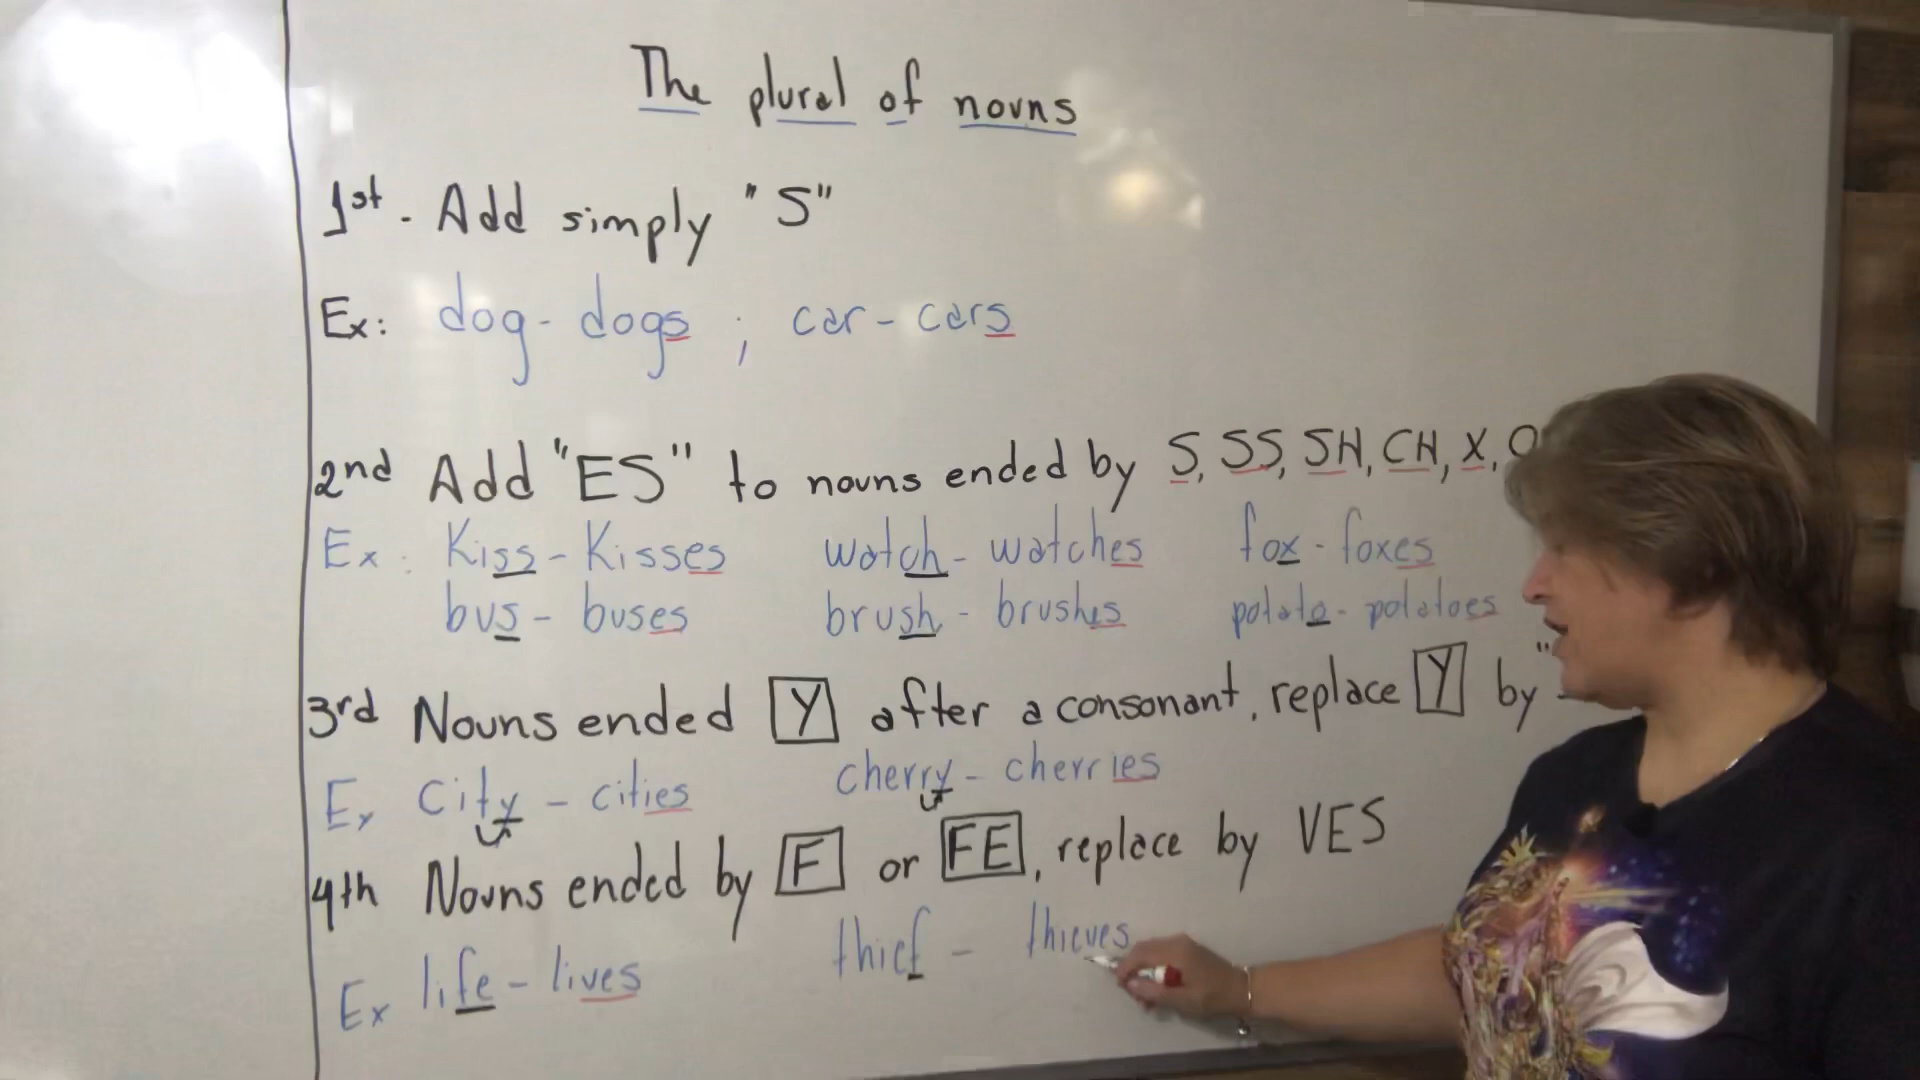 The plural of nouns
1st - Add simply "S"
Ex: dog - dogs ; car - cars
2nd Add "ES" to nouns ended by S, SS, SH, CH, X, O
Ex: Kiss - Kisses watch - watches fox - foxes
bus - buses brush - brushes potato - potatoes
3rd Nouns ended Y after a consonant, replace Y by "
Ex City - cities cherry - cherries
4th Nouns ended by F or FE, replace by VES
Ex life - lives thief - thieves